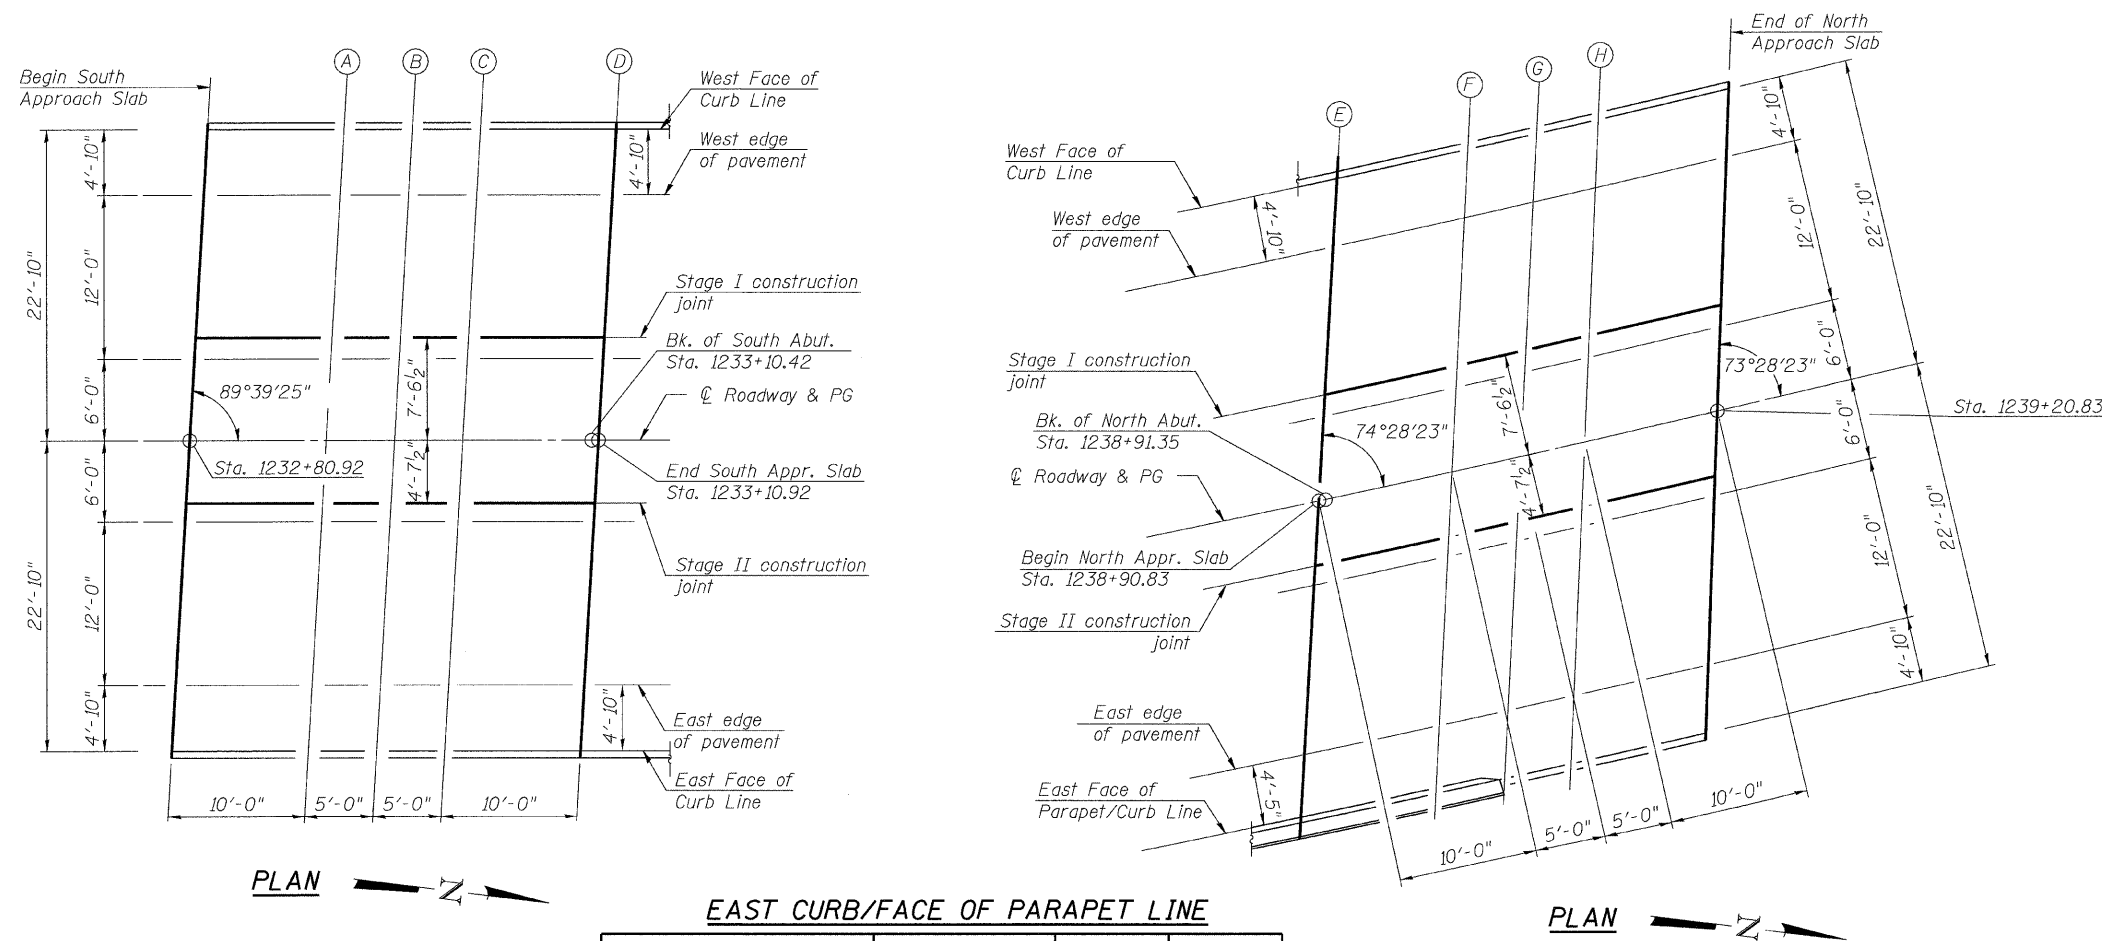 Begin South
Approach Slab
A
B
C
D
West Face of
Curb Line
West edge
of pavement
4'-10"
4'-10"
12'-0"
22'-10"
6'-0"
89°39'25"
Stage I construction
joint
Bk. of South Abut.
Sta. 1233+10.42
7'-6½"
℄ Roadway & PG
Sta. 1232+80.92
4'-7½"
End South Appr. Slab
Sta. 1233+10.92
6'-0"
22'-10"
12'-0"
Stage II construction
joint
4'-10"
4'-10"
East edge
of pavement
East Face of
Curb Line
10'-0"
5'-0"
5'-0"
10'-0"
PLAN
N
End of North
Approach Slab
E
F
G
H
West Face of
Curb Line
West edge
of pavement
4'-10"
4'-10"
12'-0"
22'-10"
6'-0"
73°28'23"
Stage I construction
joint
7'-6½"
Bk. of North Abut.
Sta. 1238+91.35
74°28'23"
Sta. 1239+20.83
℄ Roadway & PG
4'-7½"
6'-0"
Begin North Appr. Slab
Sta. 1238+90.83
12'-0"
22'-10"
Stage II construction
joint
4'-10"
East edge
of pavement
4'-5"
East Face of
Parapet/Curb Line
10'-0"
5'-0"
5'-0"
10'-0"
PLAN
N
EAST CURB/FACE OF PARAPET LINE